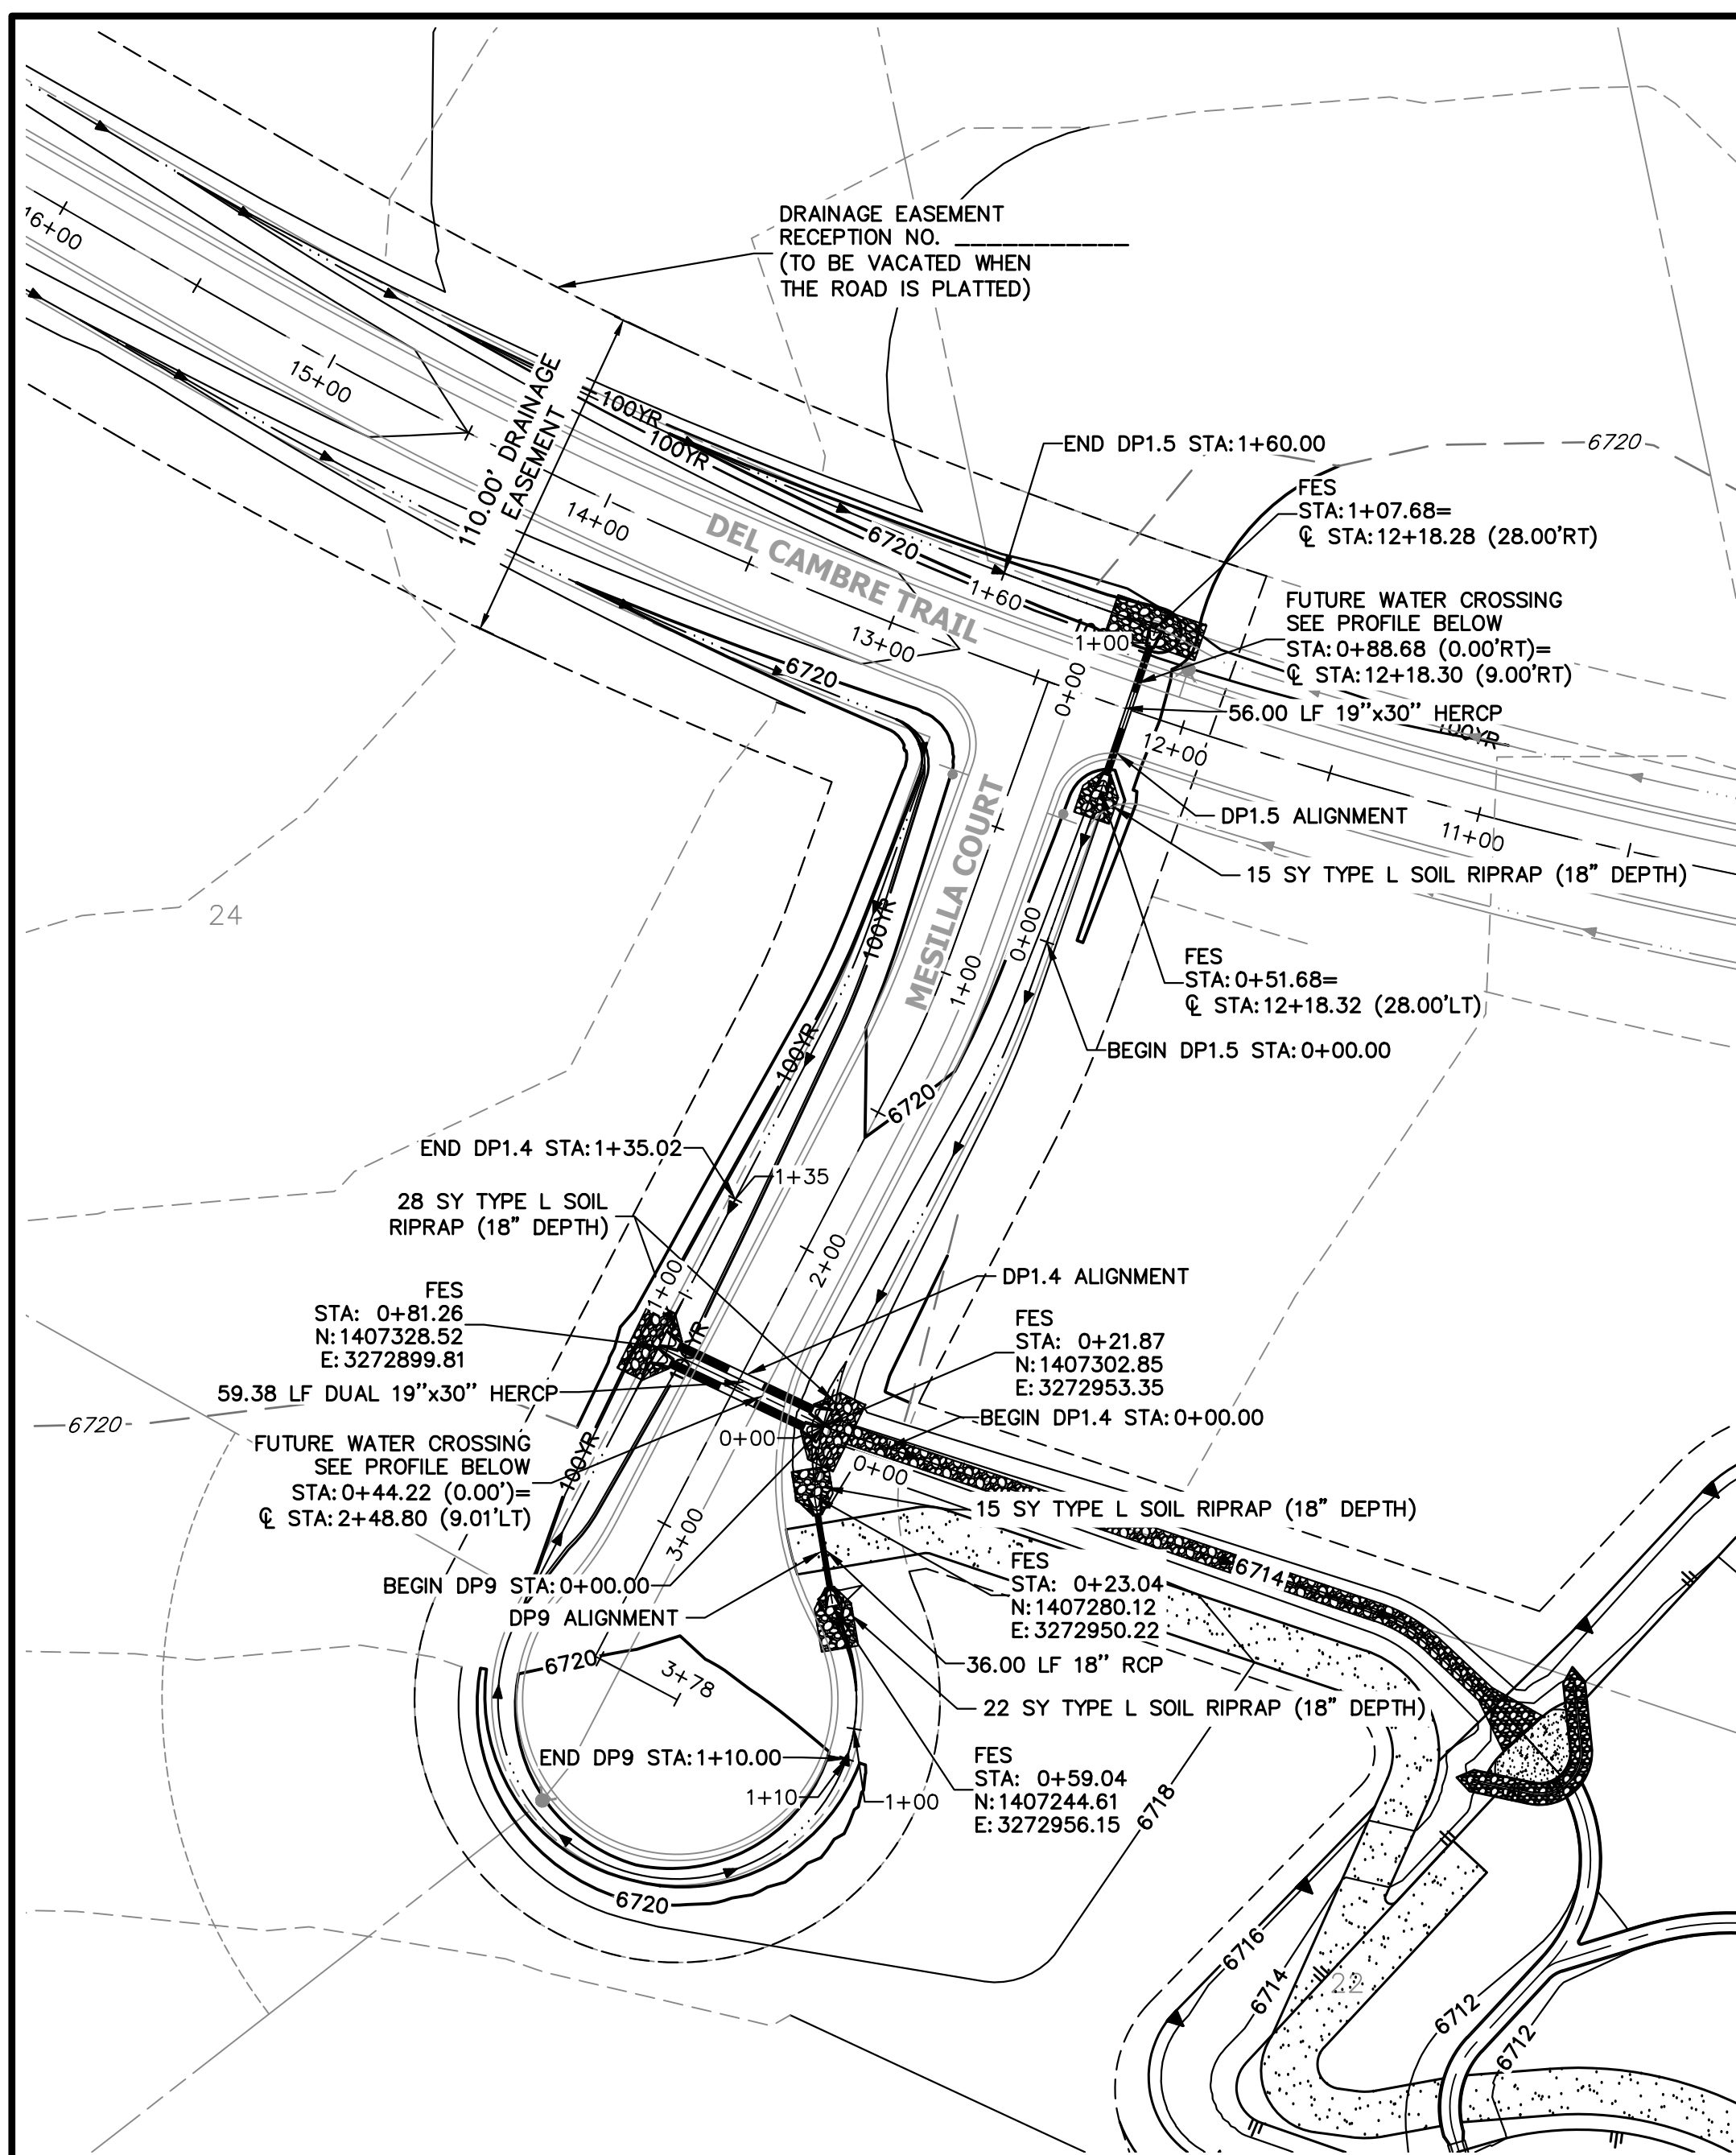 DRAINAGE EASEMENT
RECEPTION NO. ___________
(TO BE VACATED WHEN
THE ROAD IS PLATTED)
16+00
15+00
110.00' DRAINAGE
EASEMENT
100YR
100YR
END DP1.5 STA:1+60.00
6720
FES
STA:1+07.68=
℄ STA:12+18.28 (28.00'RT)
14+00
DEL CAMBRE TRAIL
6720
1+60
13+00
1+00
0+00
FUTURE WATER CROSSING
SEE PROFILE BELOW
STA:0+88.68 (0.00'RT)=
℄ STA:12+18.30 (9.00'RT)
6720
56.00 LF 19"x30" HERCP
100YR
12+00
DP1.5 ALIGNMENT
11+00
MESILLA COURT
15 SY TYPE L SOIL RIPRAP (18" DEPTH)
24
100YR
0+00
1+00
FES
STA:0+51.68=
℄ STA:12+18.32 (28.00'LT)
100YR
BEGIN DP1.5 STA:0+00.00
6720
END DP1.4 STA:1+35.02
1+35
28 SY TYPE L SOIL
RIPRAP (18" DEPTH)
2+00
1+00
DP1.4 ALIGNMENT
FES
STA: 0+81.26
N:1407328.52
E:3272899.81
FES
STA: 0+21.87
N:1407302.85
E:3272953.35
59.38 LF DUAL 19"x30" HERCP
6720
BEGIN DP1.4 STA:0+00.00
0+00
0+00
FUTURE WATER CROSSING
SEE PROFILE BELOW
STA:0+44.22 (0.00')=
℄ STA:2+48.80 (9.01'LT)
100YR
3+00
15 SY TYPE L SOIL RIPRAP (18" DEPTH)
6714
FES
STA: 0+23.04
N:1407280.12
E:3272950.22
BEGIN DP9 STA:0+00.00
DP9 ALIGNMENT
6720
3+78
36.00 LF 18" RCP
22 SY TYPE L SOIL RIPRAP (18" DEPTH)
END DP9 STA:1+10.00
1+10
1+00
FES
STA: 0+59.04
N:1407244.61
E:3272956.15
6718
6720
6716
6714
22
6712
6712